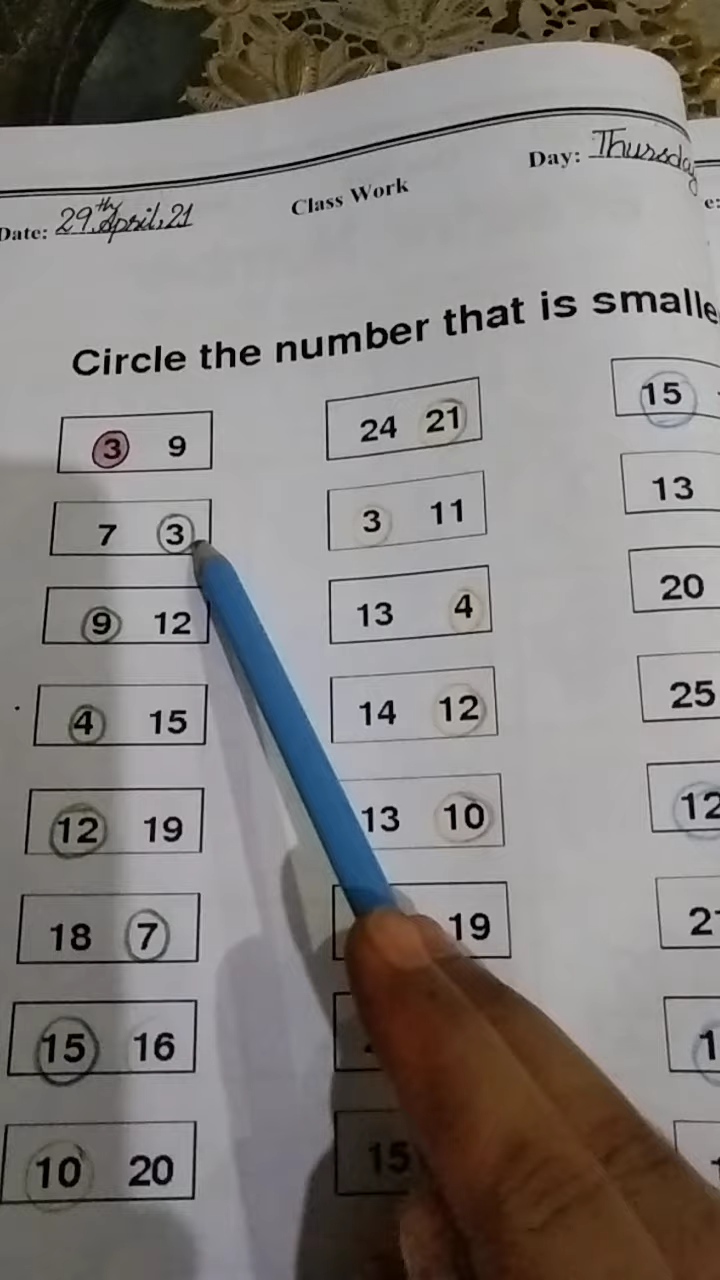 Date: 29th April, 21 Class Work Day: Thursday
Circle the number that is smalle
3 9 24 21 15
7 3 3 11 13
9 12 13 4 20
4 15 14 12 25
12 19 13 10 12
18 7 19
15 16
10 20 15